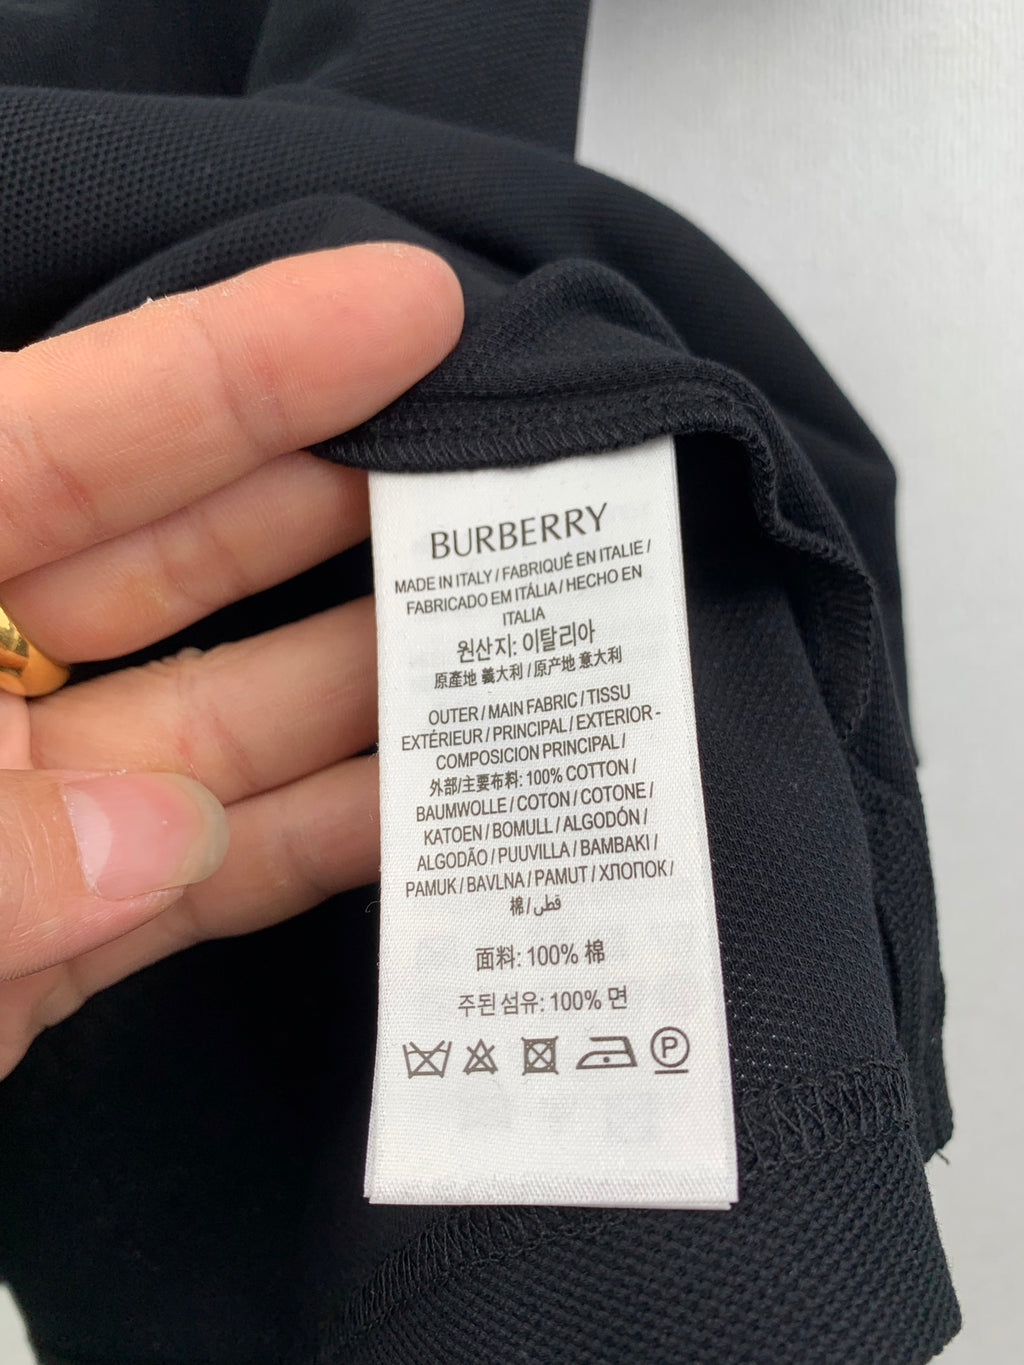 BURBERRY
MADE IN ITALY / FABRIQUÉ EN ITALIE /
FABRICADO EM ITÁLIA / HECHO EN
ITALIA
원산지: 이탈리아
原產地 義大利 / 原产地 意大利
OUTER / MAIN FABRIC / TISSU
EXTÉRIEUR / PRINCIPAL / EXTERIOR -
COMPOSICION PRINCIPAL /
外部/主要布料: 100% COTTON /
BAUMWOLLE / COTON / COTONE /
KATOEN / BOMULL / ALGODÓN /
ALGODÃO / PUUVILLA / BAMBAKI /
PAMUK / BAVLNA / PAMUT / ХЛОПОК /
棉 / قطن
面料: 100% 棉
주된 섬유: 100% 면
P